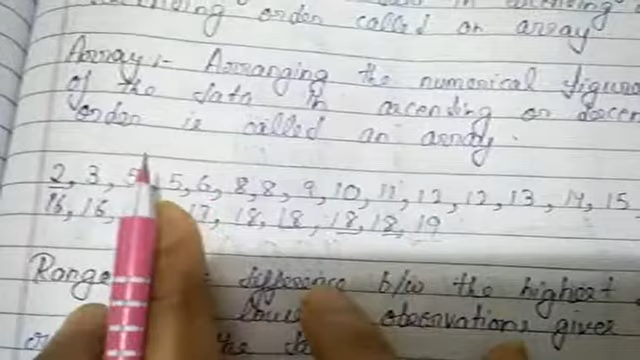 order called an array
Array :- Arranging the numerical figures
of the data in ascending or descen
order is called an array.
2, 3, 5, 5, 6, 8, 8, 9, 10, 11, 12, 12, 13, 14, 15
16, 16, 17, 18, 18, 18, 18, 19
Range difference b/w the highest
observations given
the